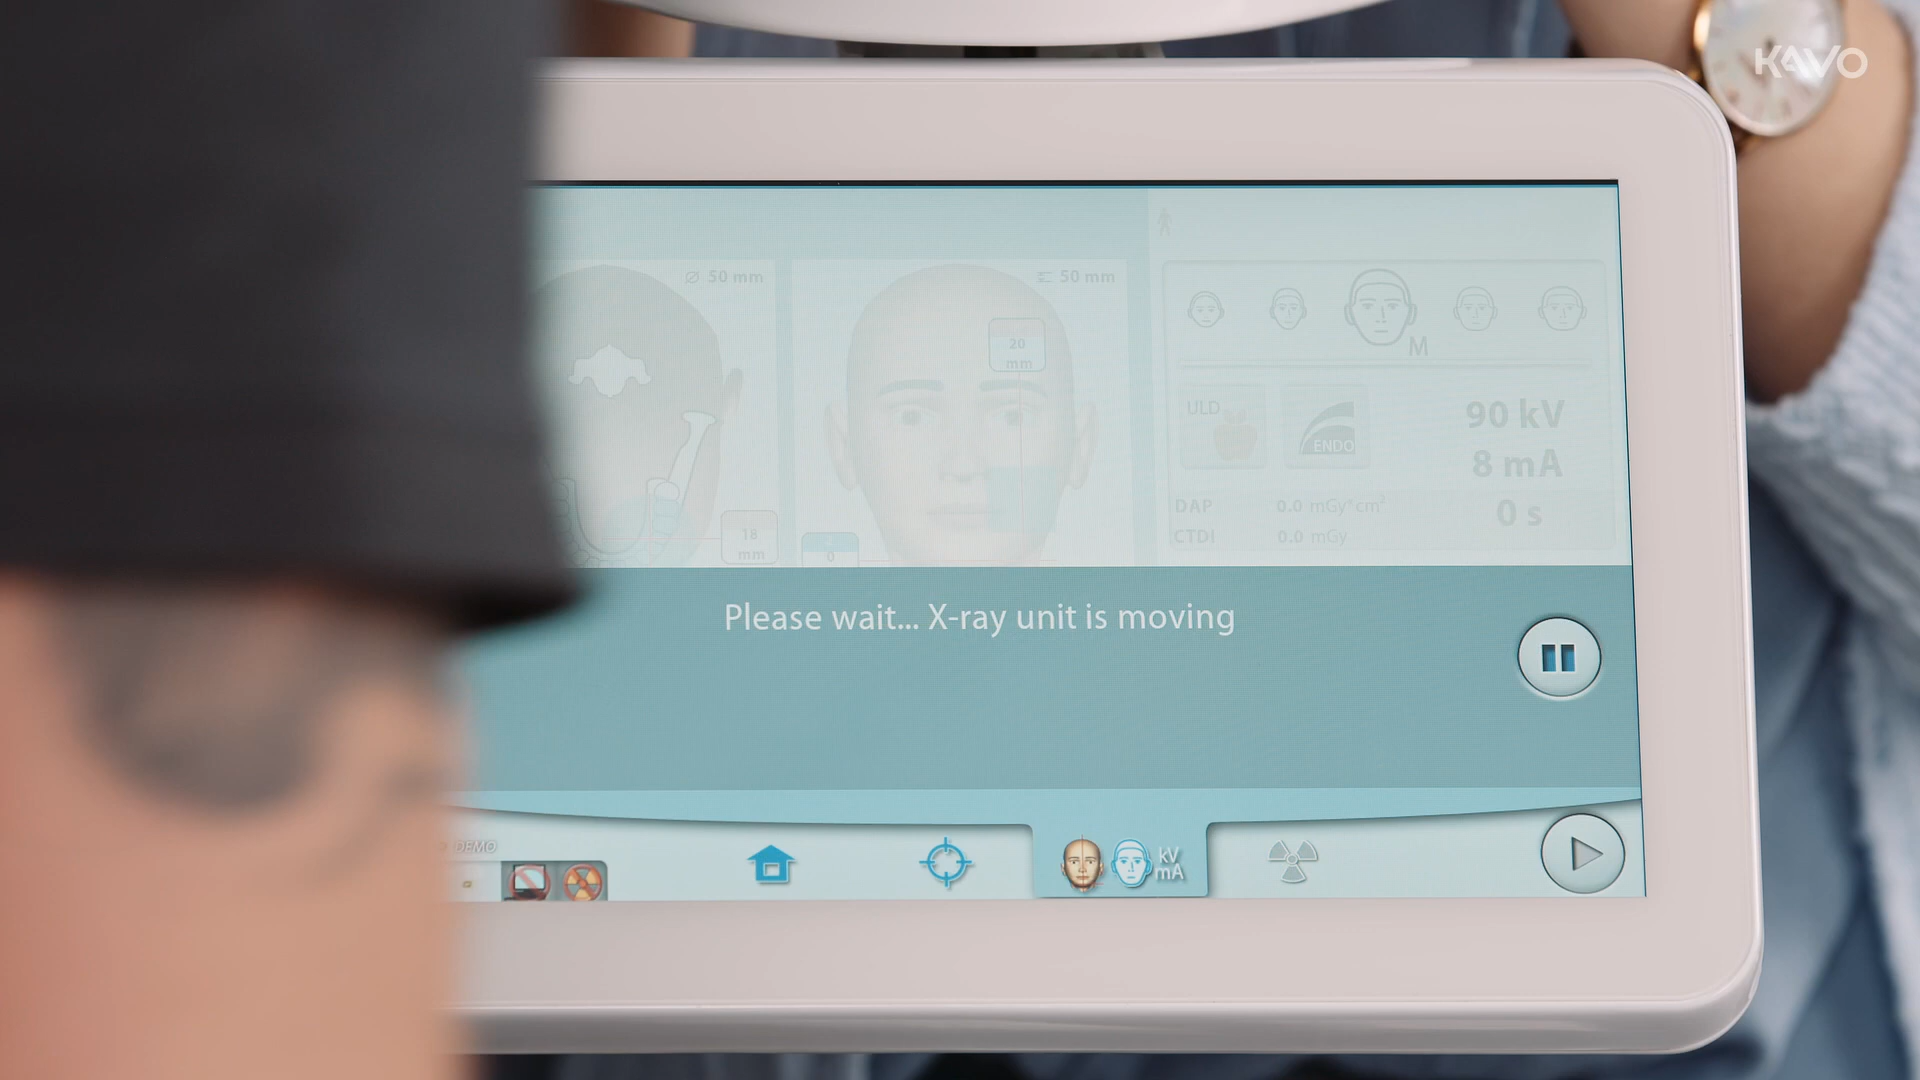 KAVO
50 mm
50 mm
20
mm
M
ULD
ENDO
90 kV
8 mA
0 s
DAP 0.0 mGy*cm²
CTDI 0.0 mGy
18
mm
0
Please wait... X-ray unit is moving
DEMO
kV
mA